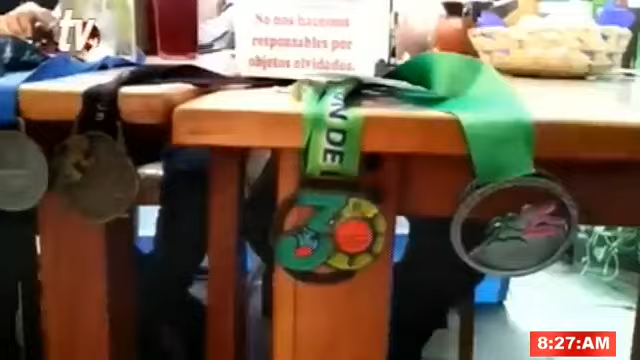 tv
No nos hacemos
responsables por
objetos olvidados.
N DE
30
8:27:AM